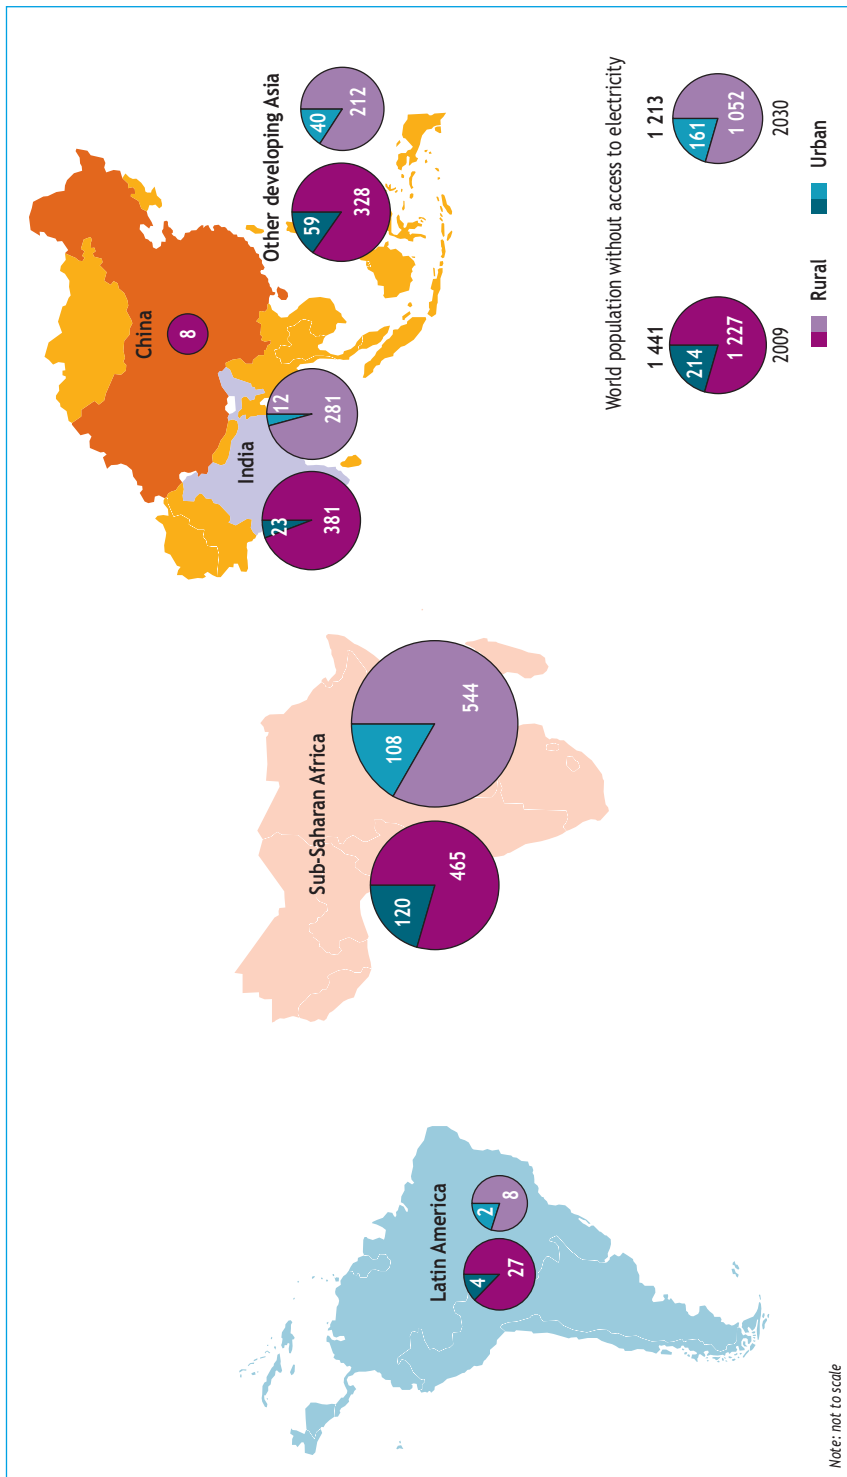 Latin America
4
27
2
8
Sub-Saharan Africa
120
465
108
544
India
23
381
12
281
China
8
Other developing Asia
59
328
40
212
World population without access to electricity
1 441
214
1 227
2009
1 213
161
1 052
2030
Rural
Urban
Note: not to scale